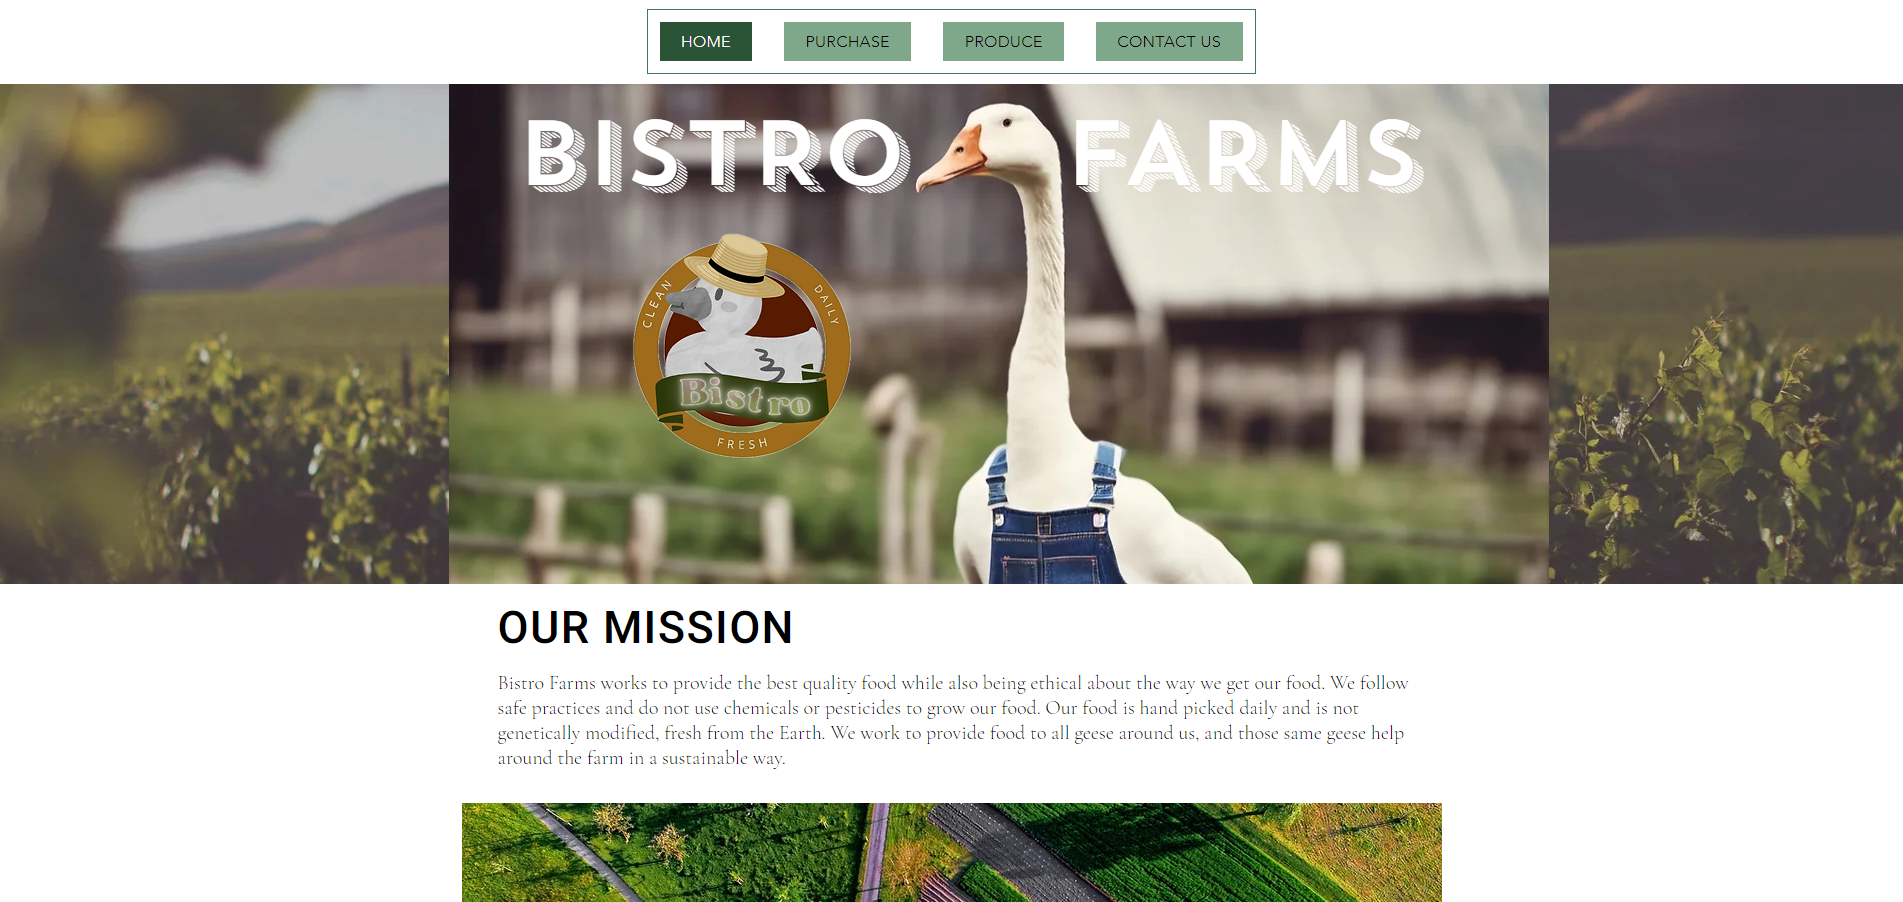 HOME
PURCHASE
PRODUCE
CONTACT US
BISTRO FARMS
CLEAN
DAILY
Bistro
FRESH
OUR MISSION
Bistro Farms works to provide the best quality food while also being ethical about the way we get our food. We follow
safe practices and do not use chemicals or pesticides to grow our food. Our food is hand picked daily and is not
genetically modified, fresh from the Earth. We work to provide food to all geese around us, and those same geese help
around the farm in a sustainable way.